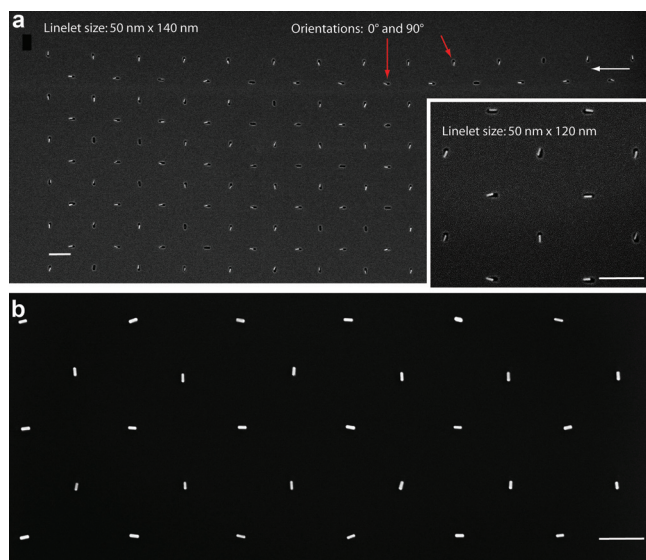 a
Linelet size: 50 nm x 140 nm
Orientations: 0° and 90°
Linelet size: 50 nm x 120 nm
b